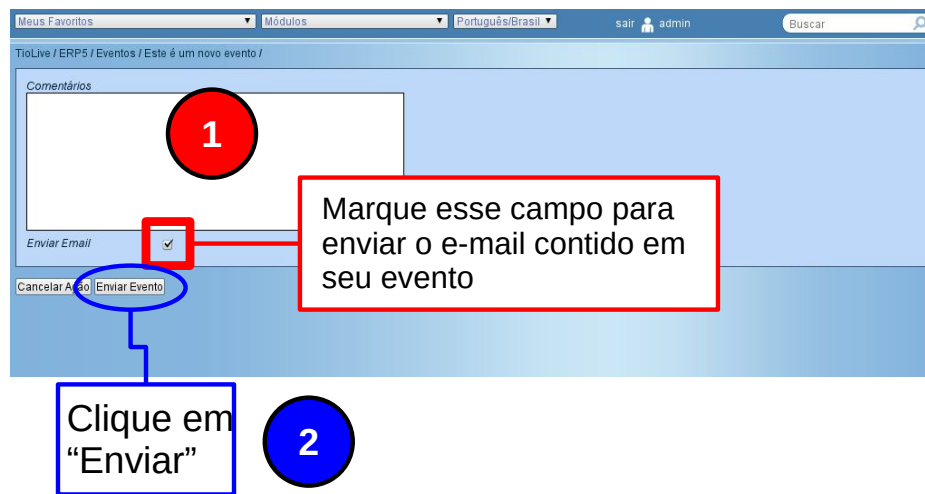 Meus Favoritos Módulos Português/Brasil sair admin Buscar
TioLive / ERP5 / Eventos / Este é um novo evento /
Comentários
1
Marque esse campo para
enviar o e-mail contido em
seu evento
Enviar Email
Cancelar Ação Enviar Evento
Clique em
“Enviar”
2